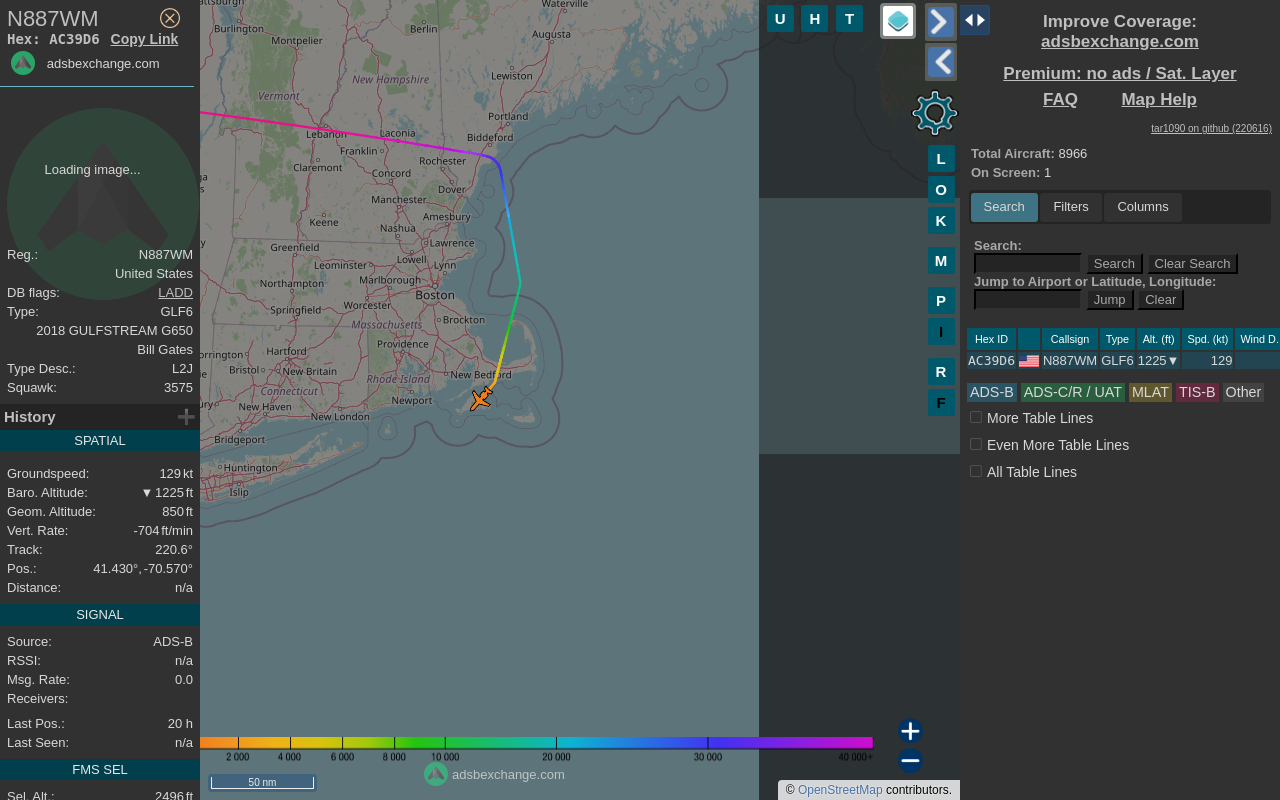 N887WM
Hex: AC39D6 Copy Link
adsbexchange.com
Loading image...
Reg.: N887WM
United States
DB flags: LADD
Type: GLF6
2018 GULFSTREAM G650
Bill Gates
Type Desc.: L2J
Squawk: 3575
History
SPATIAL
Groundspeed: 129 kt
Baro. Altitude: ▼ 1225 ft
Geom. Altitude: 850 ft
Vert. Rate: -704 ft/min
Track: 220.6°
Pos.: 41.430°, -70.570°
Distance: n/a
SIGNAL
Source: ADS-B
RSSI: n/a
Msg. Rate: 0.0
Receivers:
Last Pos.: 20 h
Last Seen: n/a
FMS SEL
Sel. Alt.: 2496 ft
Waterville
Burlington
Berlin
Montpelier
Augusta
Lewiston
New Hampshire
Vermont
Portland
Lebanon
Laconia
Biddeford
Franklin
Rochester
Claremont
Concord
Dover
Manchester
Amesbury
Keene
Nashua
Lawrence
Greenfield
Lowell
Leominster
Lynn
Northampton
Marlborough
Boston
Worcester
Springfield
Brockton
Massachusetts
Providence
Hartford
Bristol
New Britain
New Bedford
Rhode Island
Connecticut
Newport
New Haven
New London
Bridgeport
Huntington
Islip
U H T
L
O
K
M
P
I
R
F
2 000 4 000 6 000 8 000 10 000 20 000 30 000 40 000+
adsbexchange.com
50 nm
© OpenStreetMap contributors.
Improve Coverage:
adsbexchange.com
Premium: no ads / Sat. Layer
FAQ Map Help
tar1090 on github (220616)
Total Aircraft: 8966
On Screen: 1
Search Filters Columns
Search:
Search Clear Search
Jump to Airport or Latitude, Longitude:
Jump Clear
Hex ID Callsign Type Alt. (ft) Spd. (kt) Wind D.
AC39D6 N887WM GLF6 1225▼ 129
ADS-B ADS-C/R / UAT MLAT TIS-B Other
More Table Lines
Even More Table Lines
All Table Lines